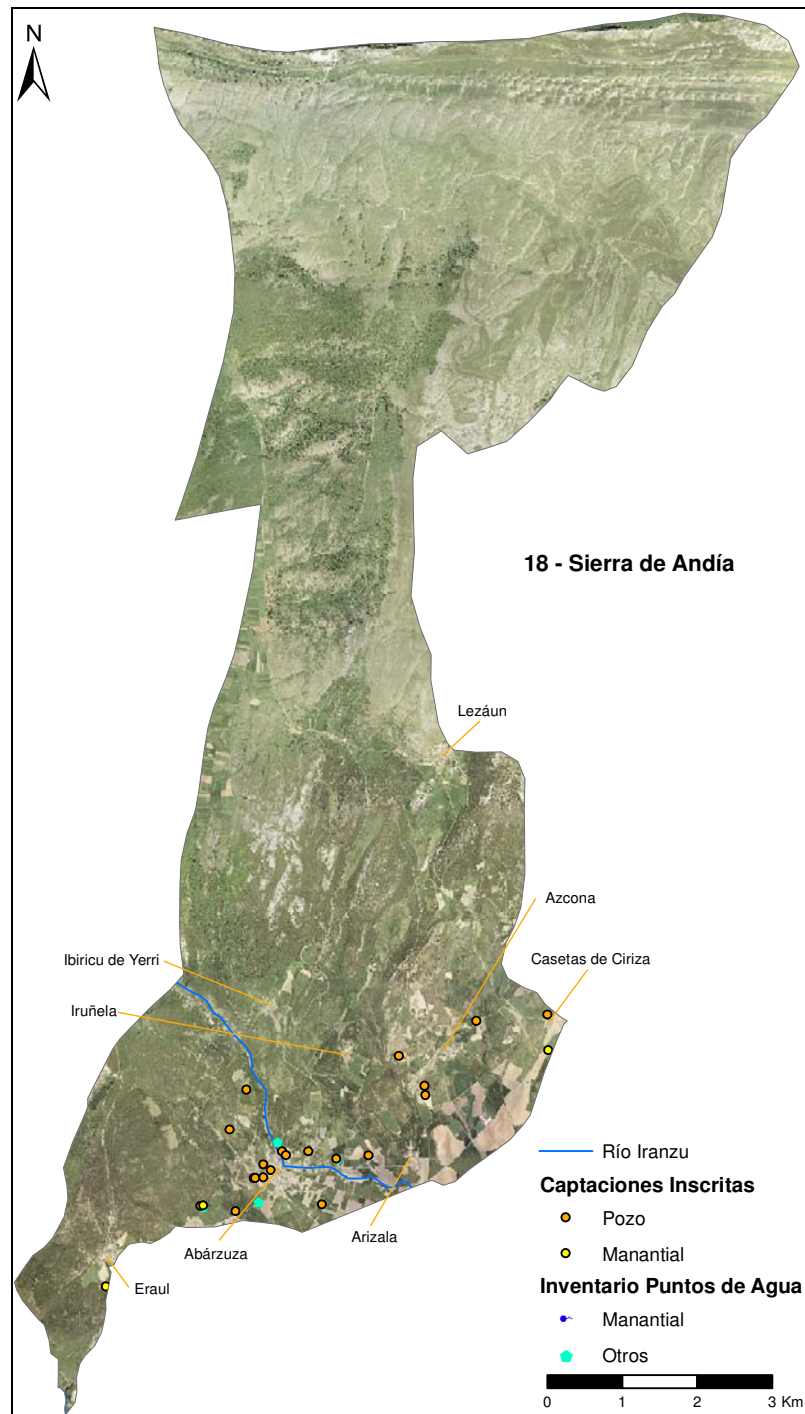 N
18 - Sierra de Andía
Lezáun
Azcona
Ibiricu de Yerri
Casetas de Ciriza
Iruñela
Río Iranzu
Captaciones Inscritas
Pozo
Arizala
Abárzuza
Manantial
Eraul
Inventario Puntos de Agua
Manantial
Otros
0 1 2 3 Km